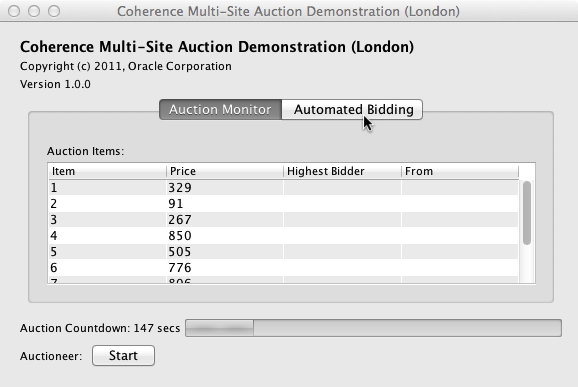 Coherence Multi-Site Auction Demonstration (London)
Coherence Multi-Site Auction Demonstration (London)
Copyright (c) 2011, Oracle Corporation
Version 1.0.0
Auction Monitor Automated Bidding
Auction Items:
Item Price Highest Bidder From
1 329
2 91
3 267
4 850
5 505
6 776
7 806
Auction Countdown: 147 secs
Auctioneer: Start